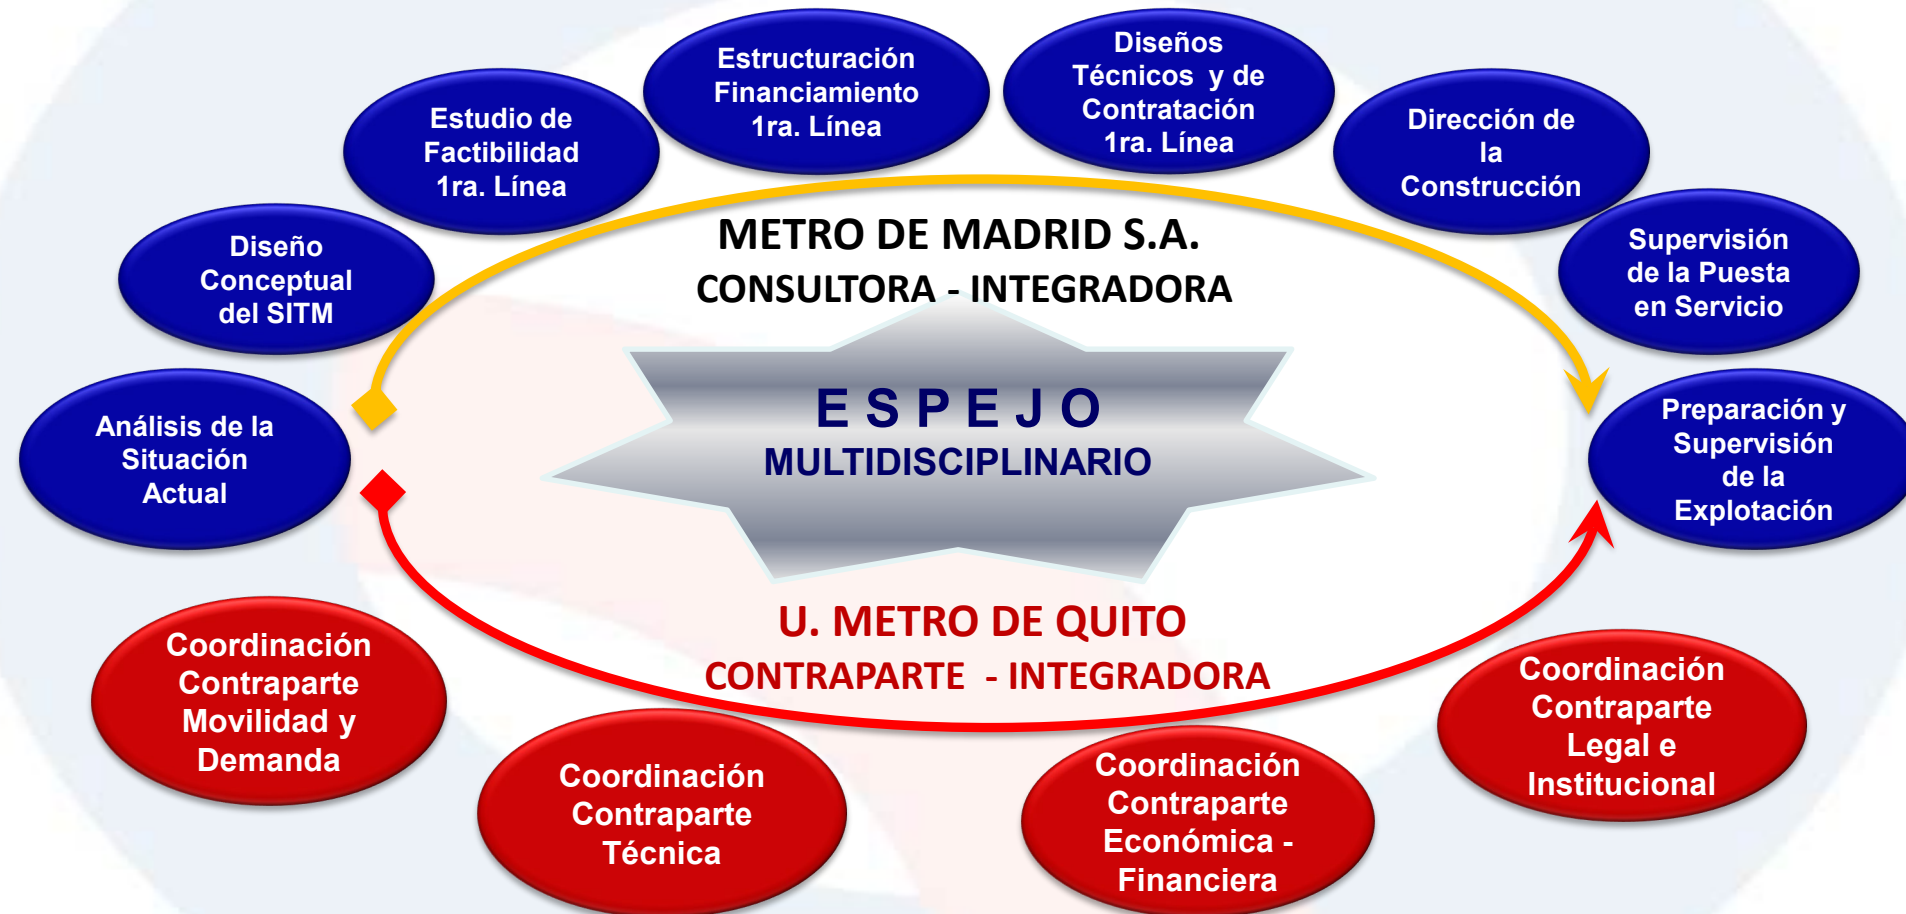 Estructuración
Financiamiento
1ra. Línea
Diseños
Técnicos y de
Contratación
1ra. Línea
Estudio de
Factibilidad
1ra. Línea
Dirección de
la
Construcción
Diseño
Conceptual
del SITM
Supervisión
de la Puesta
en Servicio
METRO DE MADRID S.A.
CONSULTORA - INTEGRADORA
Análisis de la
Situación
Actual
E S P E J O
MULTIDISCIPLINARIO
Preparación y
Supervisión
de la
Explotación
U. METRO DE QUITO
CONTRAPARTE - INTEGRADORA
Coordinación
Contraparte
Movilidad y
Demanda
Coordinación
Contraparte
Técnica
Coordinación
Contraparte
Económica -
Financiera
Coordinación
Contraparte
Legal e
Institucional